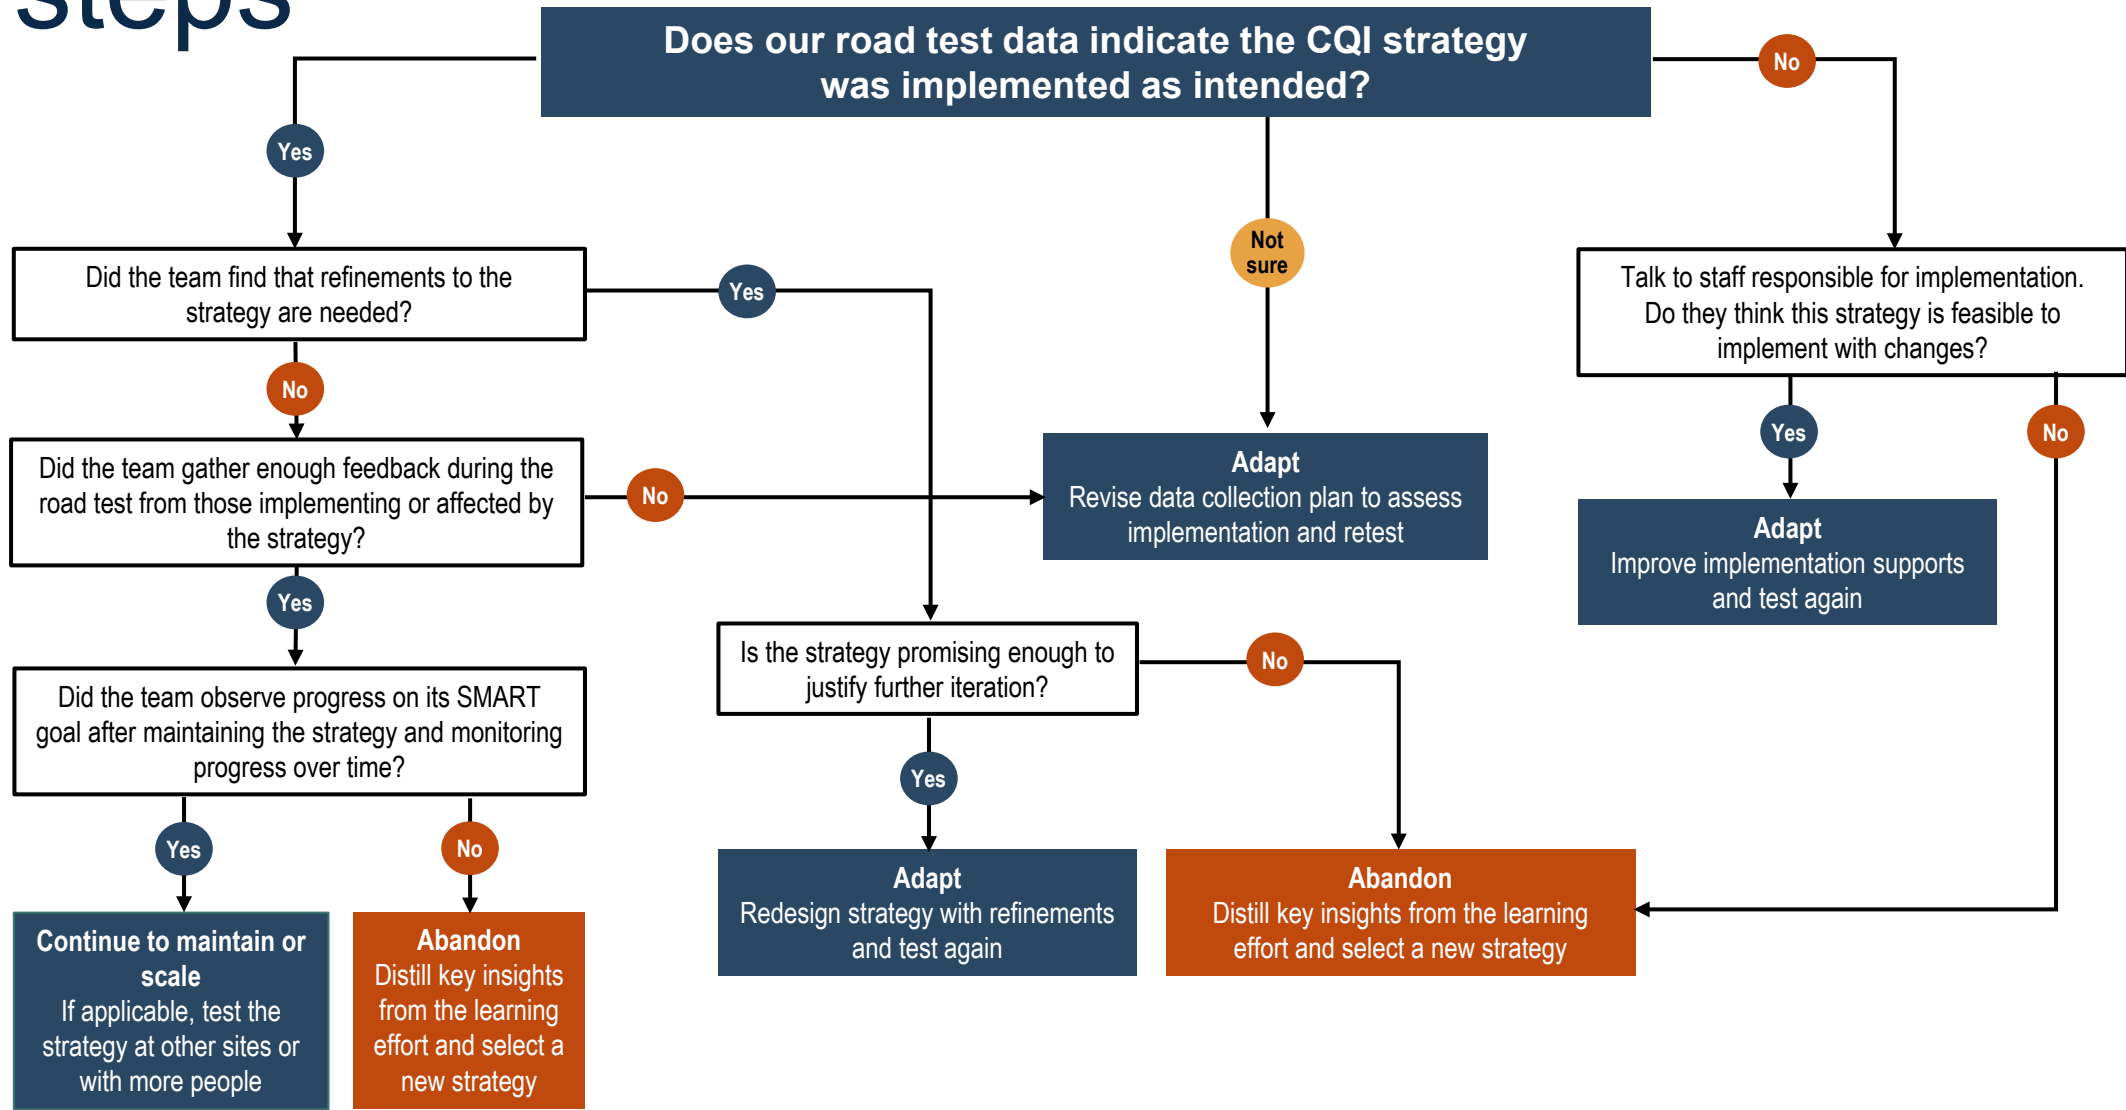 steps
Does our road test data indicate the CQI strategy
was implemented as intended?
No
Yes
Not
sure
Did the team find that refinements to the
strategy are needed?
Yes
Talk to staff responsible for implementation.
Do they think this strategy is feasible to
implement with changes?
No
Yes
No
Did the team gather enough feedback during the
road test from those implementing or affected by
the strategy?
No
Adapt
Revise data collection plan to assess
implementation and retest
Adapt
Improve implementation supports
and test again
Yes
Is the strategy promising enough to
justify further iteration?
No
Did the team observe progress on its SMART
goal after maintaining the strategy and monitoring
progress over time?
Yes
Yes
No
Adapt
Redesign strategy with refinements
and test again
Abandon
Distill key insights from the learning
effort and select a new strategy
Continue to maintain or
scale
If applicable, test the
strategy at other sites or
with more people
Abandon
Distill key insights
from the learning
effort and select a
new strategy